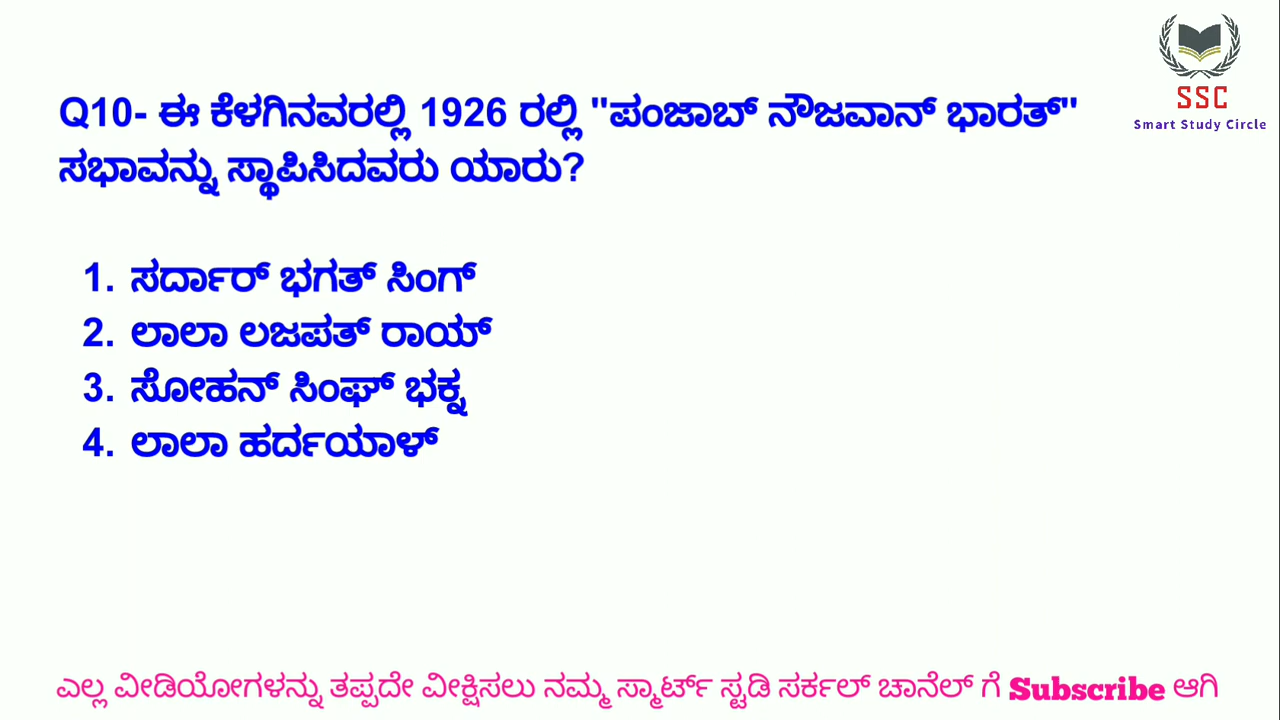 SSC
Smart Study Circle
Q10- ಈ ಕೆಳಗಿನವರಲ್ಲಿ 1926 ರಲ್ಲಿ "ಪಂಜಾಬ್ ನೌಜವಾನ್ ಭಾರತ್"
ಸಭಾವನ್ನು ಸ್ಥಾಪಿಸಿದವರು ಯಾರು?
1. ಸರ್ದಾರ್ ಭಗತ್ ಸಿಂಗ್
2. ಲಾಲಾ ಲಜಪತ್ ರಾಯ್
3. ಸೋಹನ್ ಸಿಂಘ್ ಭಕ್ನ
4. ಲಾಲಾ ಹರ್ದಯಾಳ್
ಎಲ್ಲ ವೀಡಿಯೋಗಳನ್ನು ತಪ್ಪದೇ ವೀಕ್ಷಿಸಲು ನಮ್ಮ ಸ್ಮಾರ್ಟ್ ಸ್ಟಡಿ ಸರ್ಕಲ್ ಚಾನೆಲ್ ಗೆ Subscribe ಆಗಿ